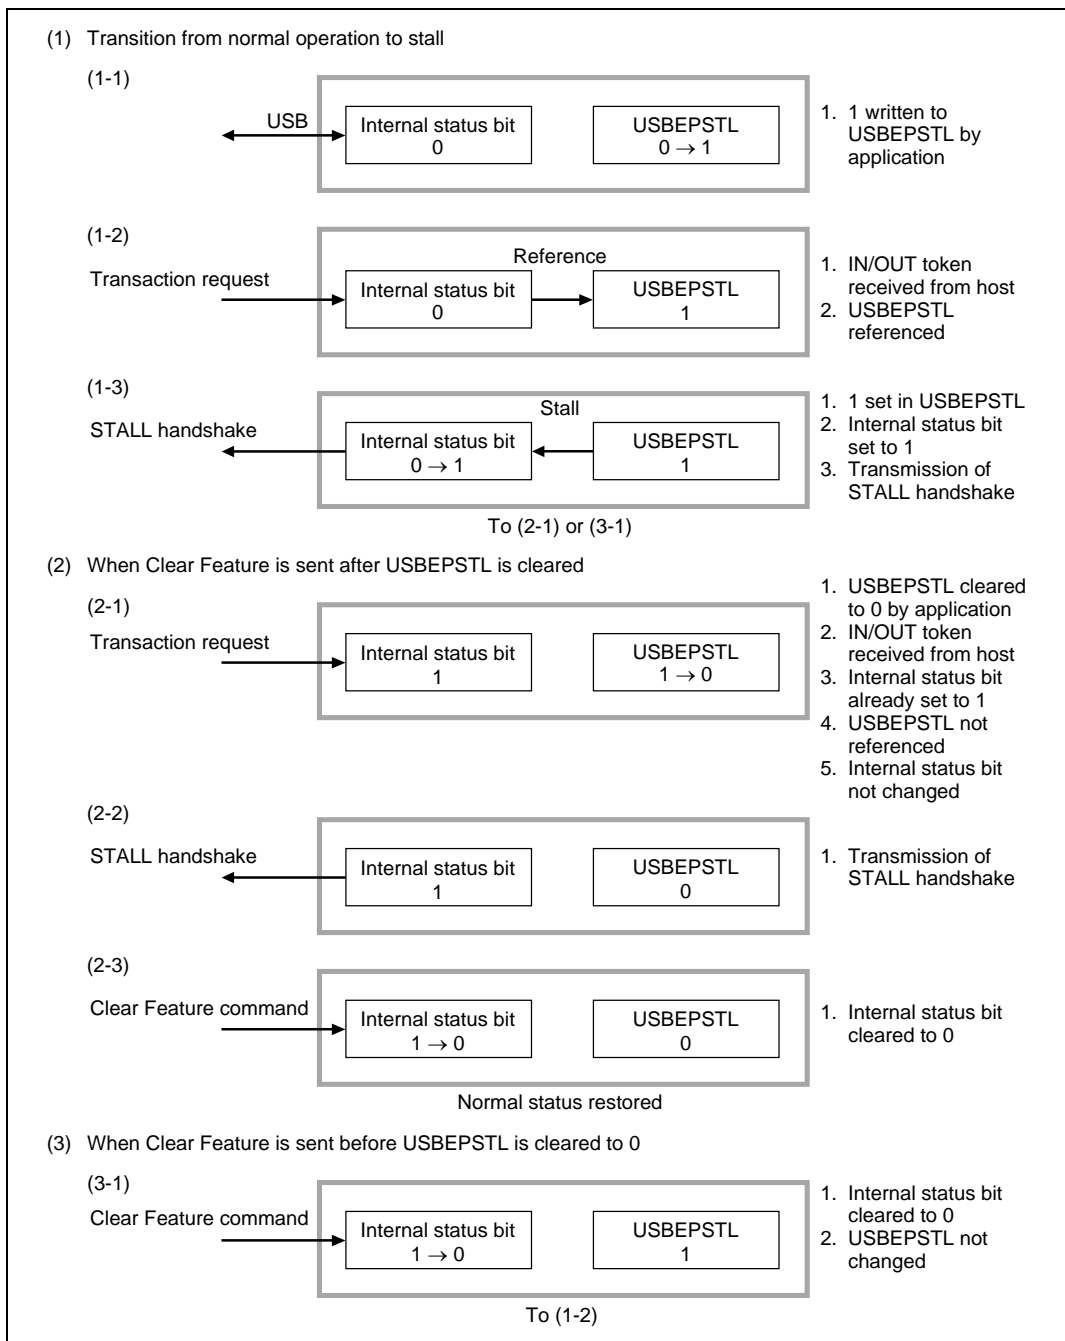 (1) Transition from normal operation to stall
(1-1)
USB
Internal status bit
0
USBEPSTL
0 → 1
1. 1 written to
USBEPSTL by
application
(1-2)
Transaction request
Reference
Internal status bit
0
USBEPSTL
1
1. IN/OUT token
received from host
2. USBEPSTL
referenced
(1-3)
STALL handshake
Stall
Internal status bit
0 → 1
USBEPSTL
1
1. 1 set in USBEPSTL
2. Internal status bit
set to 1
3. Transmission of
STALL handshake
To (2-1) or (3-1)
(2) When Clear Feature is sent after USBEPSTL is cleared
(2-1)
Transaction request
Internal status bit
1
USBEPSTL
1 → 0
1. USBEPSTL cleared
to 0 by application
2. IN/OUT token
received from host
3. Internal status bit
already set to 1
4. USBEPSTL not
referenced
5. Internal status bit
not changed
(2-2)
STALL handshake
Internal status bit
1
USBEPSTL
0
1. Transmission of
STALL handshake
(2-3)
Clear Feature command
Internal status bit
1 → 0
USBEPSTL
0
1. Internal status bit
cleared to 0
Normal status restored
(3) When Clear Feature is sent before USBEPSTL is cleared to 0
(3-1)
Clear Feature command
Internal status bit
1 → 0
USBEPSTL
1
1. Internal status bit
cleared to 0
2. USBEPSTL not
changed
To (1-2)